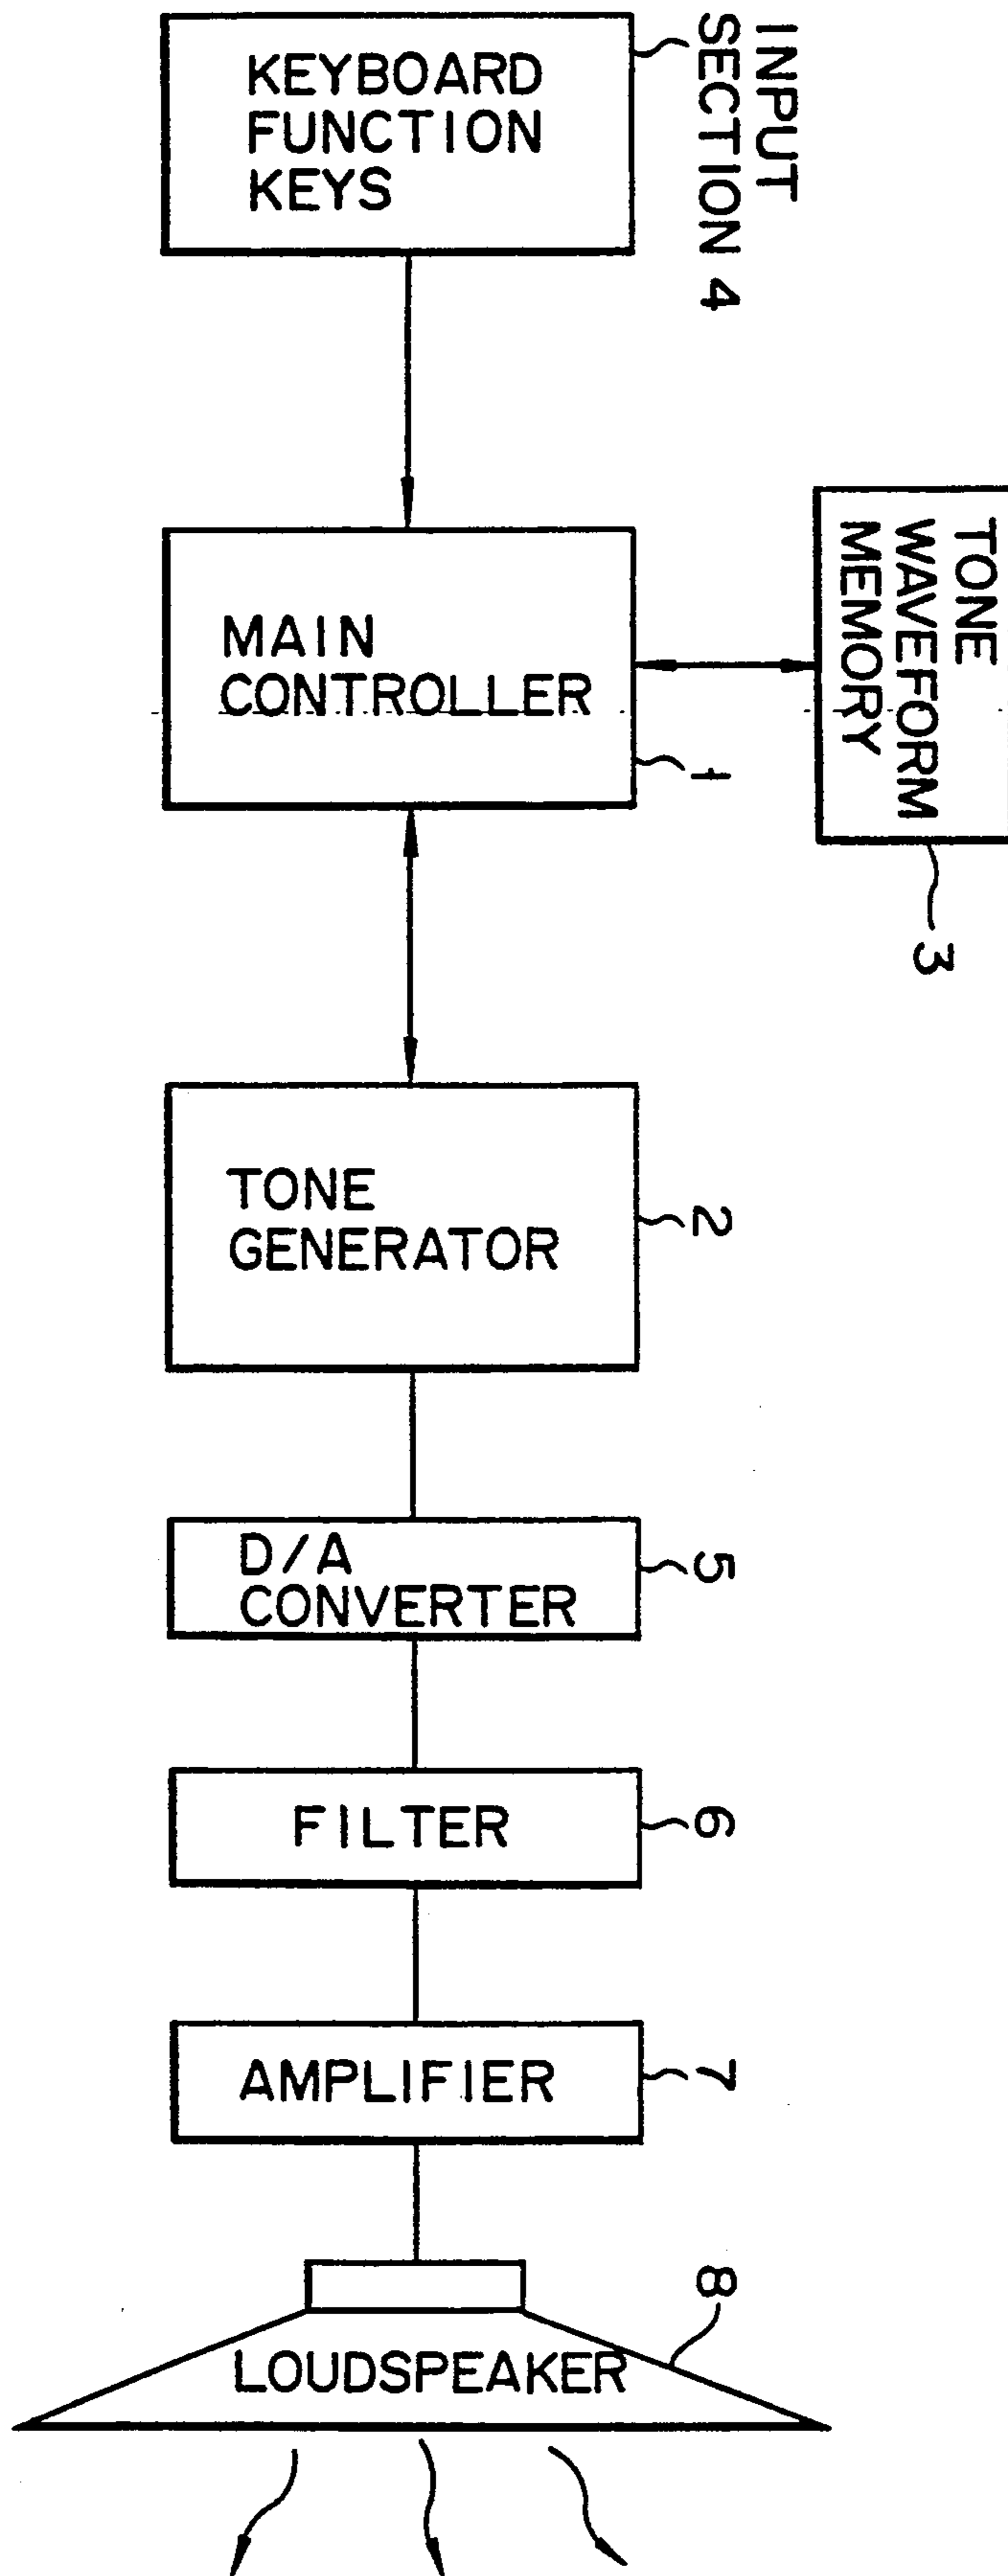 INPUT
SECTION 4
KEYBOARD
FUNCTION
KEYS
TONE
WAVEFORM
MEMORY
3
MAIN
CONTROLLER
1
TONE
GENERATOR
2
D/A
CONVERTER
5
FILTER
6
AMPLIFIER
7
8
LOUDSPEAKER